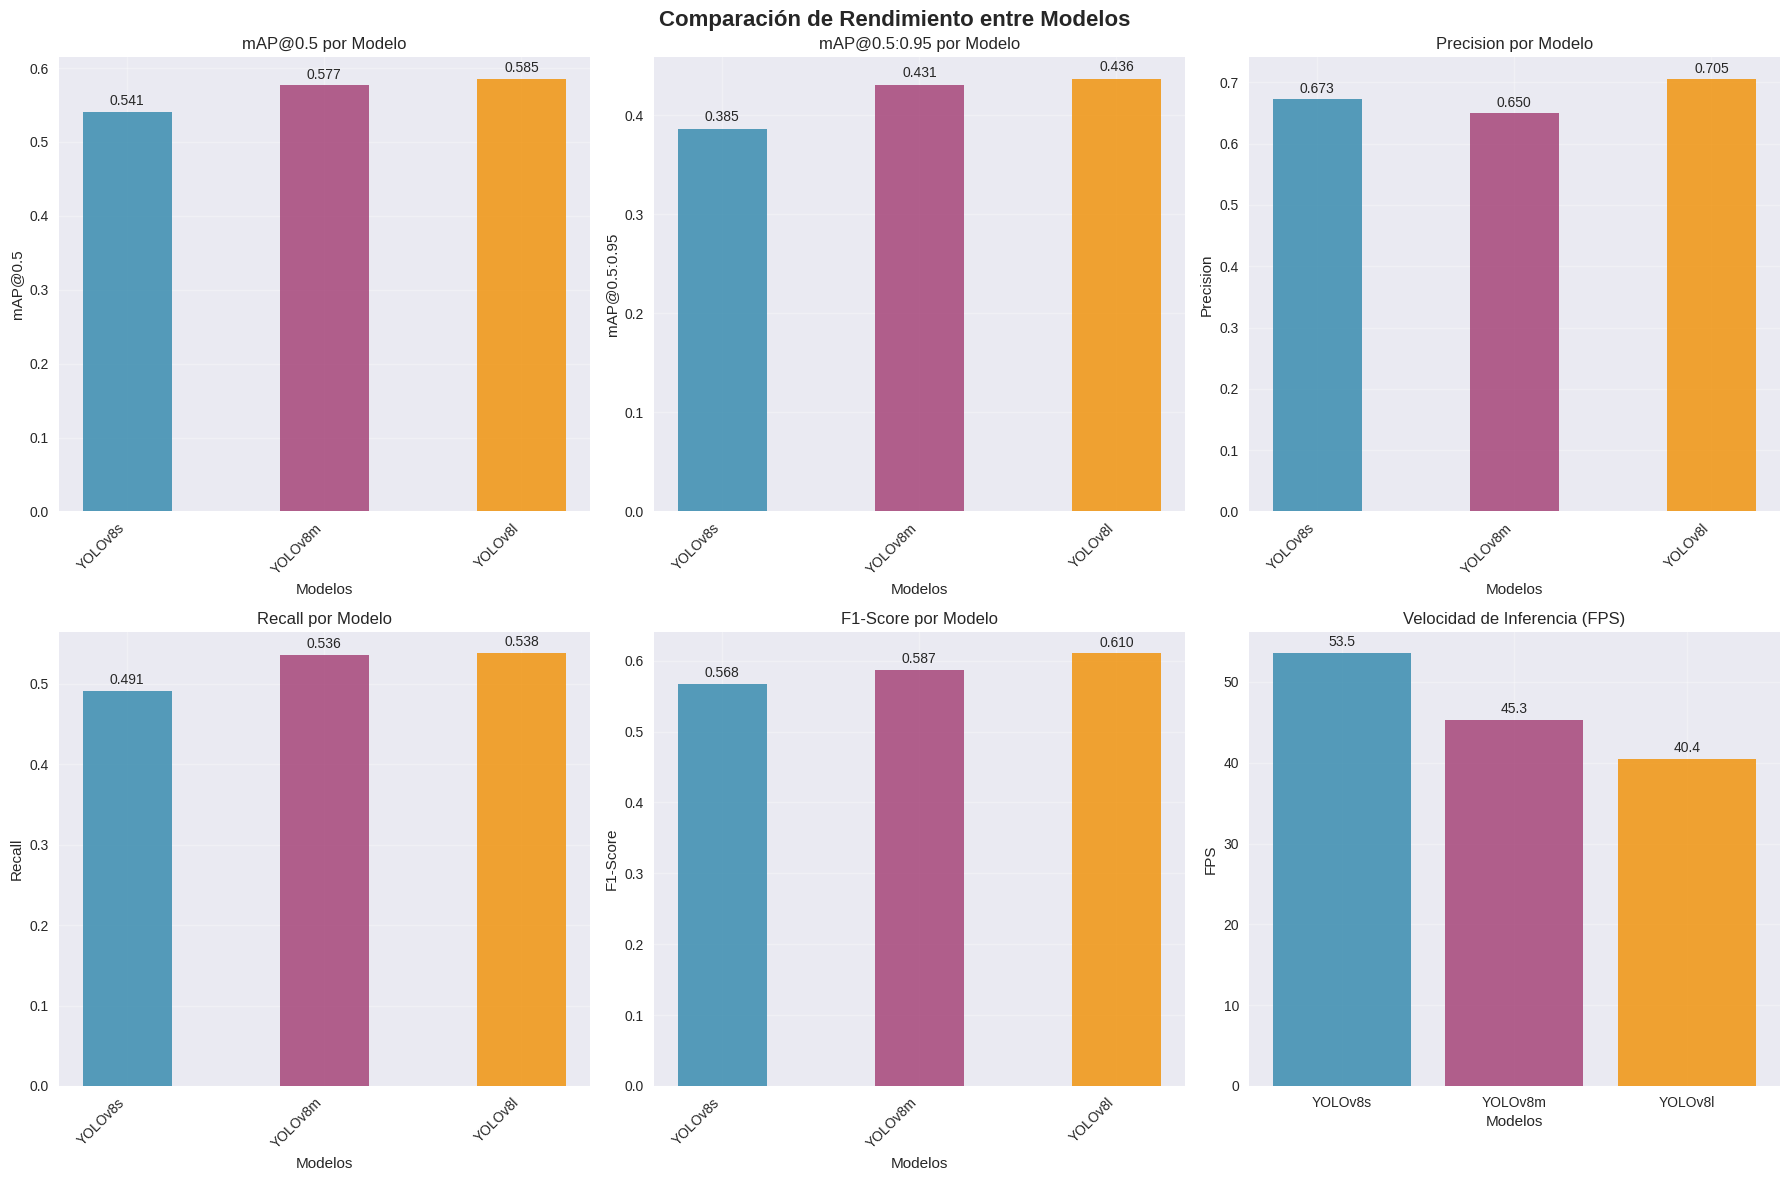 Comparación de Rendimiento entre Modelos
mAP@0.5 por Modelo
0.6
0.5
0.4
0.3
0.2
0.1
0.0
mAP@0.5
0.541
0.577
0.585
YOLOv8s
YOLOv8m
YOLOv8l
Modelos
mAP@0.5:0.95 por Modelo
0.4
0.3
0.2
0.1
0.0
mAP@0.5:0.95
0.385
0.431
0.436
YOLOv8s
YOLOv8m
YOLOv8l
Modelos
Precision por Modelo
0.7
0.6
0.5
0.4
0.3
0.2
0.1
0.0
Precision
0.673
0.650
0.705
YOLOv8s
YOLOv8m
YOLOv8l
Modelos
Recall por Modelo
0.5
0.4
0.3
0.2
0.1
0.0
Recall
0.491
0.536
0.538
YOLOv8s
YOLOv8m
YOLOv8l
Modelos
F1-Score por Modelo
0.6
0.5
0.4
0.3
0.2
0.1
0.0
F1-Score
0.568
0.587
0.610
YOLOv8s
YOLOv8m
YOLOv8l
Modelos
Velocidad de Inferencia (FPS)
50
40
30
20
10
0
FPS
53.5
45.3
40.4
YOLOv8s
YOLOv8m
YOLOv8l
Modelos